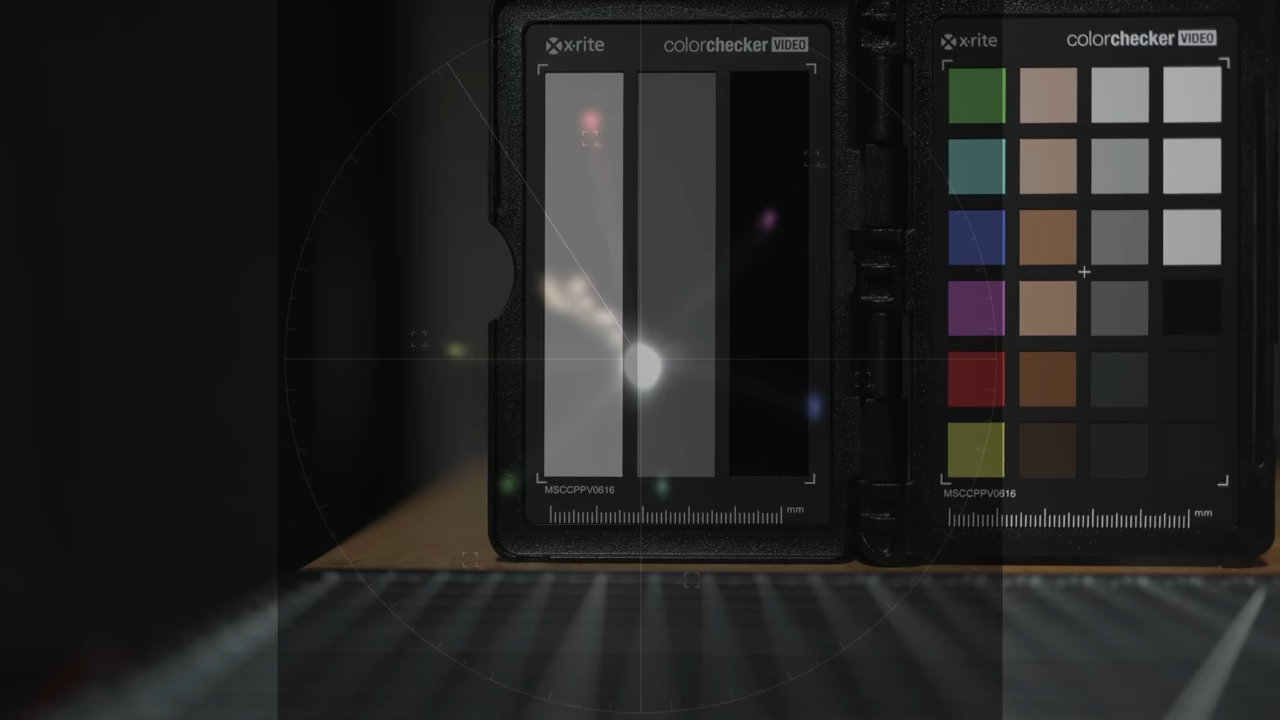 x·rite
colorchecker VIDEO
MSCCPPV0616
mm
x·rite
colorchecker VIDEO
MSCCPPV0616
mm